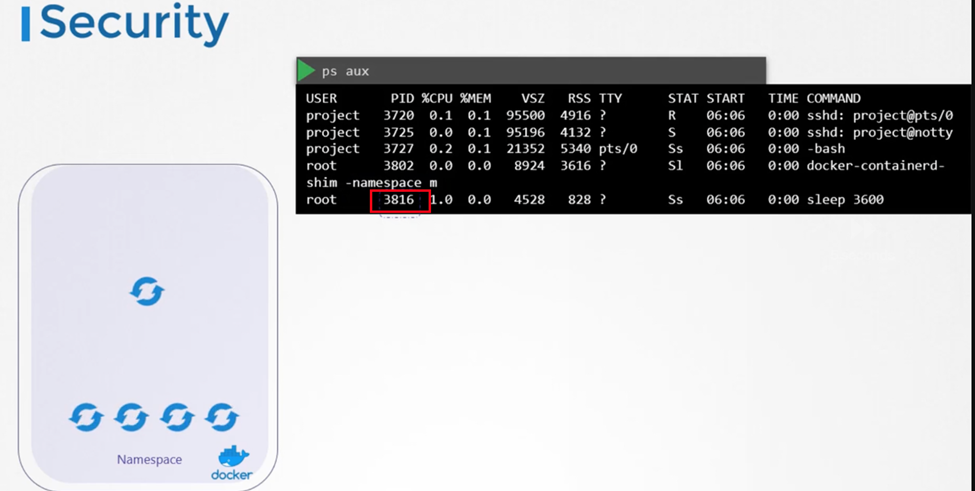 Security
ps aux
USER PID %CPU %MEM VSZ RSS TTY STAT START TIME COMMAND
project 3720 0.1 0.1 95500 4916 ? R 06:06 0:00 sshd: project@pts/0
project 3725 0.0 0.1 95196 4132 ? S 06:06 0:00 sshd: project@notty
project 3727 0.2 0.1 21352 5340 pts/0 Ss 06:06 0:00 -bash
root 3802 0.0 0.0 8924 3616 ? Sl 06:06 0:00 docker-containerd-
shim -namespace m
root 3816 1.0 0.0 4528 828 ? Ss 06:06 0:00 sleep 3600
Namespace
docker